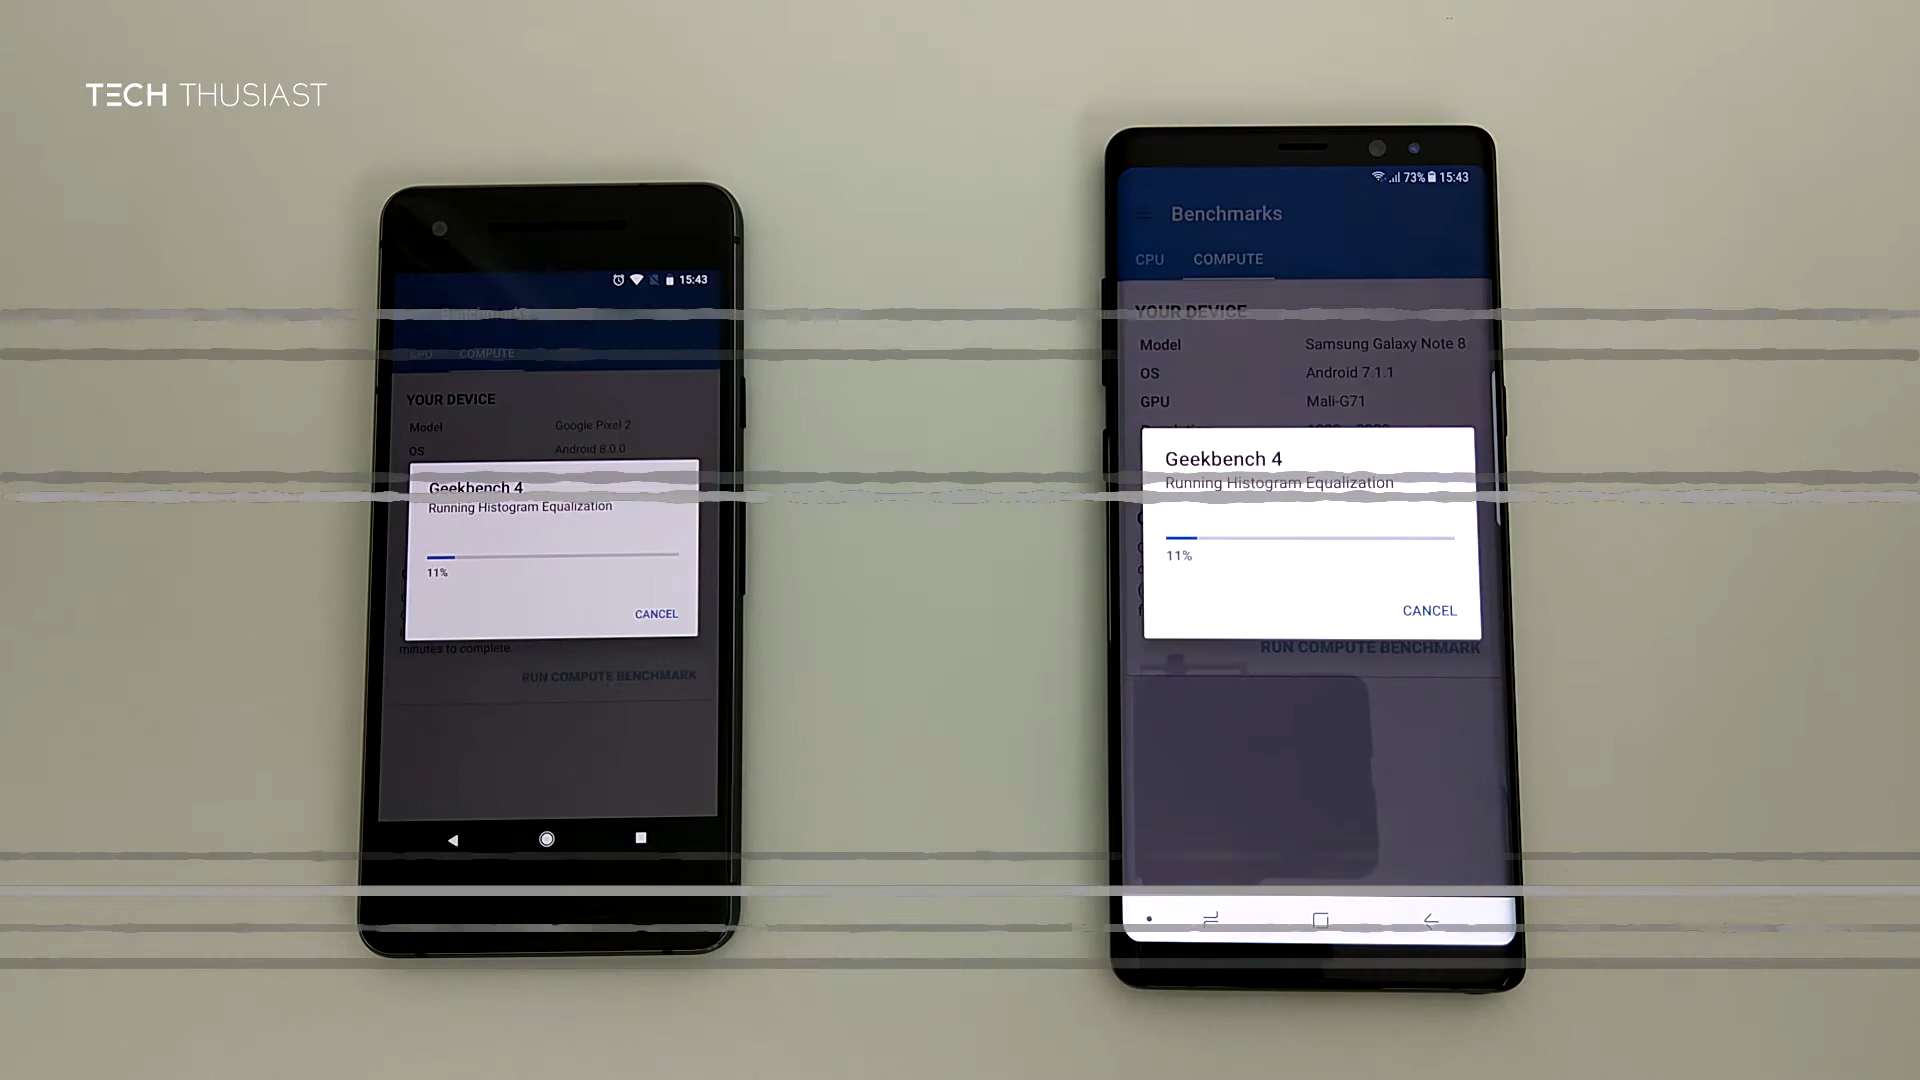 TECH THUSIAST
15:43
Benchmarks
CPU COMPUTE
YOUR DEVICE
Model Google Pixel 2
OS Android 8.0.0
Geekbench 4
Running Histogram Equalization
11%
CANCEL
minutes to complete
RUN COMPUTE BENCHMARK
73% 15:43
Benchmarks
CPU COMPUTE
YOUR DEVICE
Model Samsung Galaxy Note 8
OS Android 7.1.1
GPU Mali-G71
Geekbench 4
Running Histogram Equalization
11%
CANCEL
RUN COMPUTE BENCHMARK